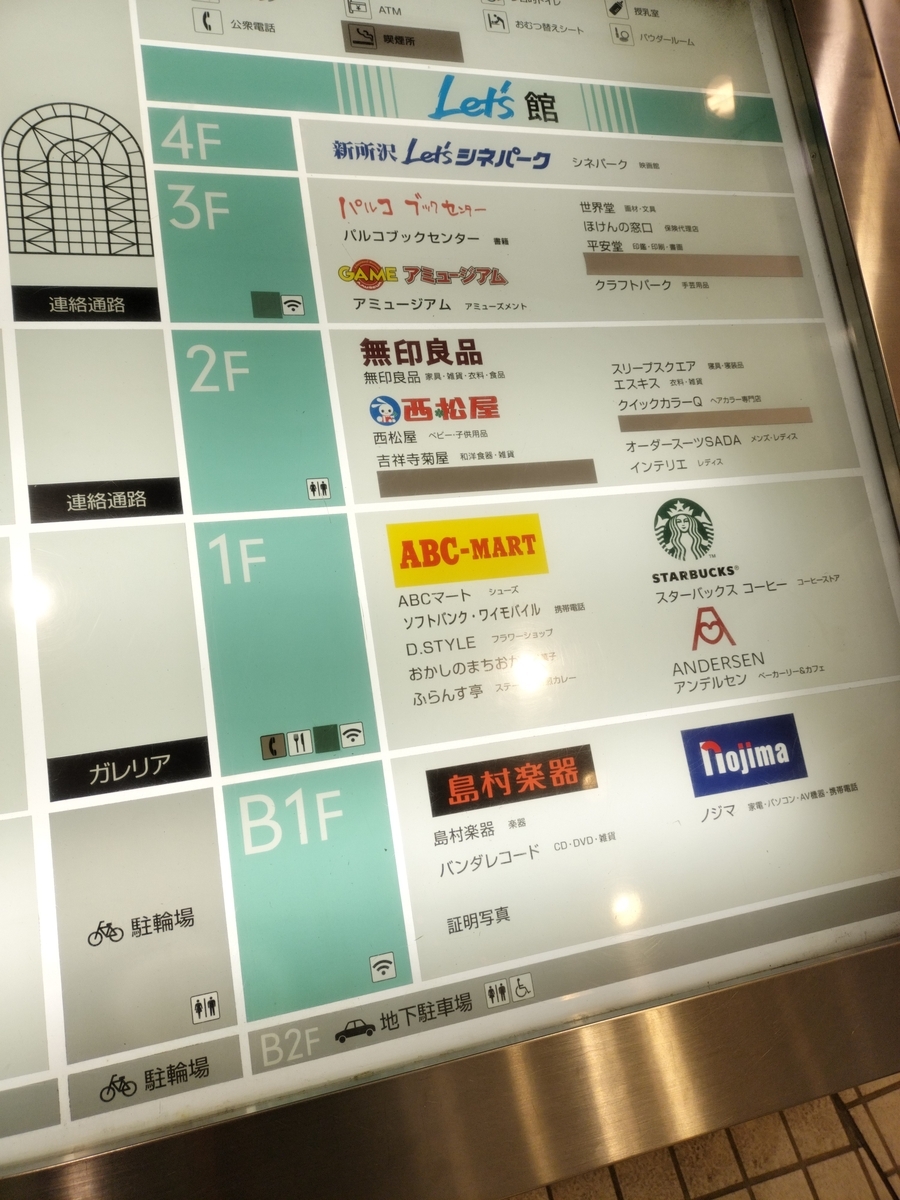 ATM
公衆電話
喫煙所
おむつ替えシート
授乳室
パウダールーム
Let's 館
4F
新所沢 Let'sシネパーク
シネパーク 映画館
3F
パルコ ブックセンター
パルコブックセンター 書籍
GAME アミュージアム
アミュージアム アミューズメント
世界堂 画材・文具
ほけんの窓口 保険代理店
平安堂 印章・印刷・書画
クラフトパーク 手芸用品
連絡通路
2F
無印良品
無印良品 家具・雑貨・衣料・食品
西松屋
西松屋 ベビー・子供用品
吉祥寺菊屋 和洋食器・雑貨
スリープスクエア 寝具・寝装品
エスキス 衣料・雑貨
クイックカラーQ ヘアカラー専門店
オーダースーツSADA メンズ・レディス
インテリエ レディス
連絡通路
1F
ABC-MART
ABCマート シューズ
ソフトバンク・ワイモバイル 携帯電話
D.STYLE フラワーショップ
おかしのまちおか
ふらんす亭
STARBUCKS®
スターバックス コーヒー コーヒーストア
ANDERSEN
アンデルセン ベーカーリー&カフェ
ガレリア
B1F
島村楽器
島村楽器 楽器
バンダレコード CD・DVD・雑貨
証明写真
nojima
ノジマ 家電・パソコン・AV機器・携帯電話
駐輪場
B2F 地下駐車場
駐輪場